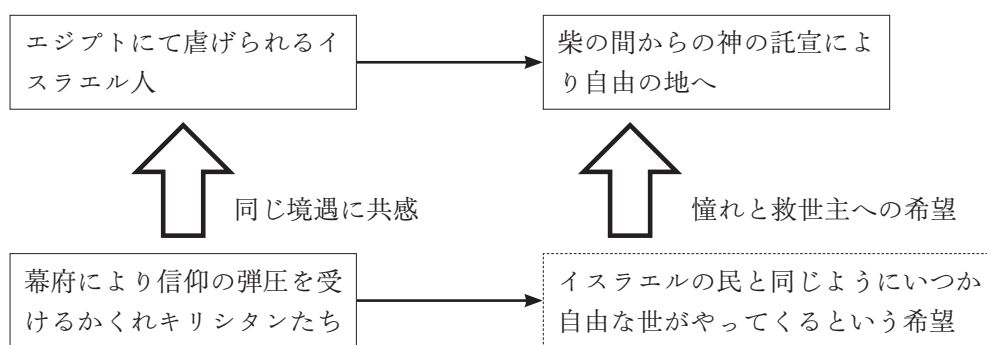 エジプトにて虐げられるイ
スラエル人
柴の間からの神の託宣によ
り自由の地へ
同じ境遇に共感
憧れと救世主への希望
幕府により信仰の弾圧を受
けるかくれキリシタンたち
イスラエルの民と同じようにいつか
自由な世がやってくるという希望